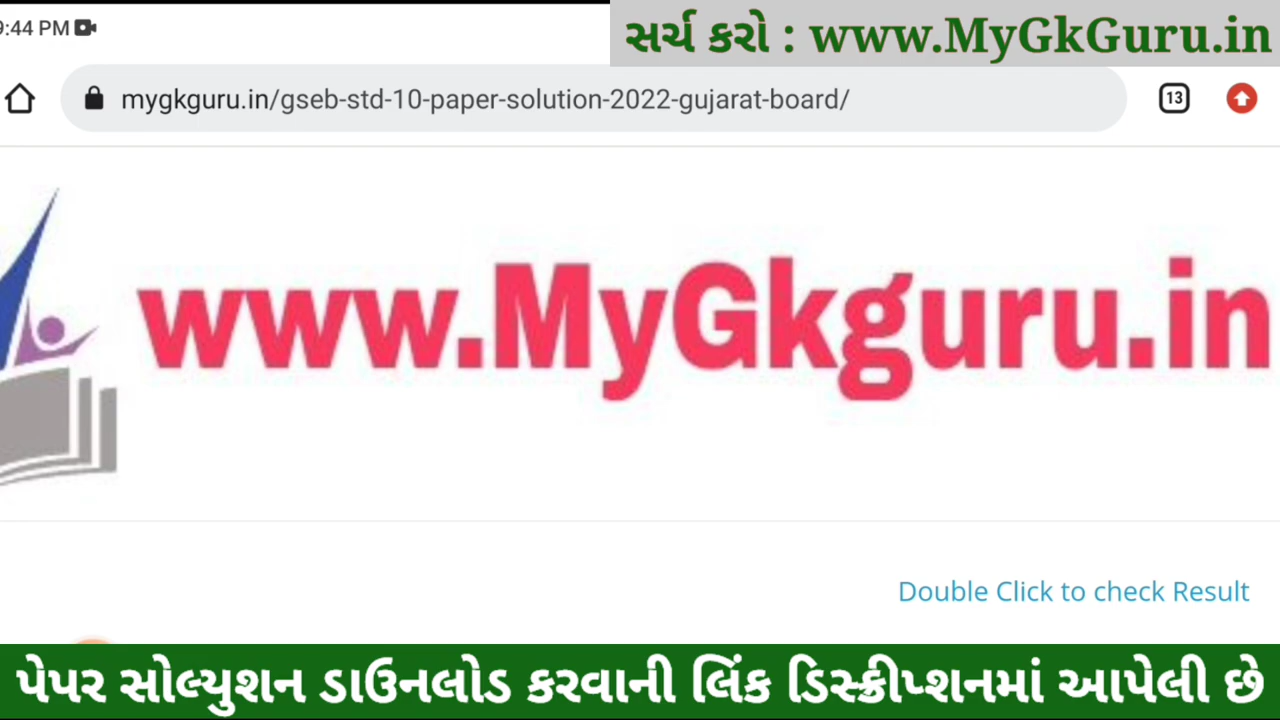 9:44 PM
સર્ચ કરો : www.MyGkGuru.in
mygkguru.in/gseb-std-10-paper-solution-2022-gujarat-board/
13
www.MyGkguru.in
Double Click to check Result
પેપર સોલ્યુશન ડાઉનલોડ કરવાની લિંક ડિસ્ક્રીપ્શનમાં આપેલી છે